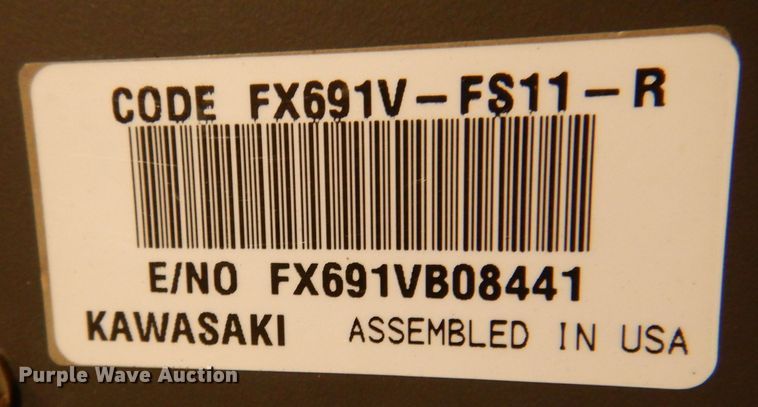 CODE FX691V-FS11-R
E/NO FX691VB08441
KAWASAKI ASSEMBLED IN USA
Purple Wave Auction